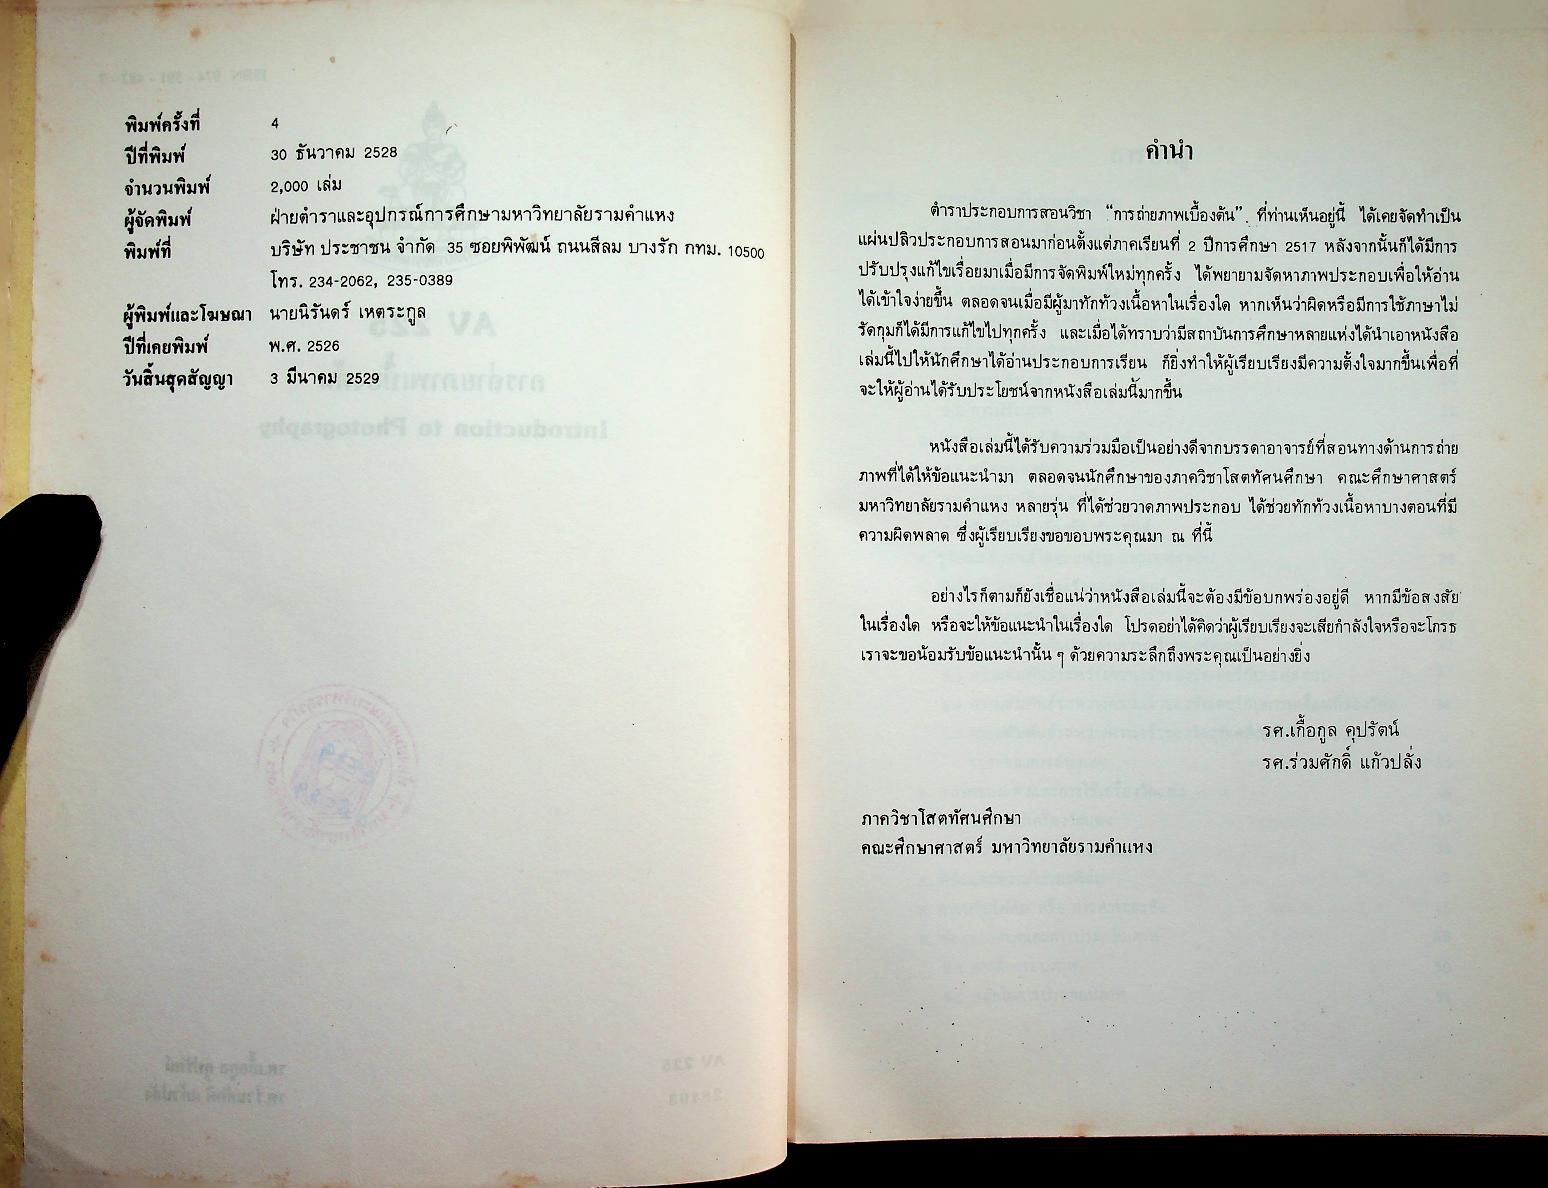 พิมพ์ครั้งที่ 4
ปีที่พิมพ์ 30 ธันวาคม 2528
จำนวนพิมพ์ 2,000 เล่ม
ผู้จัดพิมพ์ ฝ่ายตำราและอุปกรณ์การศึกษามหาวิทยาลัยรามคำแหง
พิมพ์ที่ บริษัท ประชาชน จำกัด 35 ซอยพิพัฒน์ ถนนสีลม บางรัก กทม. 10500
โทร. 234-2062, 235-0389
ผู้พิมพ์และโฆษณา นายนิรันดร์ เหตระกูล
ปีที่เคยพิมพ์ พ.ศ. 2526
วันสิ้นสุดสัญญา 3 มีนาคม 2529
คำนำ
ตำราประกอบการสอนวิชา "การถ่ายภาพเบื้องต้น" ที่ท่านเห็นอยู่นี้ ได้เคยจัดทำเป็น
แผ่นปลิวประกอบการสอนมาก่อนตั้งแต่ภาคเรียนที่ 2 ปีการศึกษา 2517 หลังจากนั้นก็ได้มีการ
ปรับปรุงแก้ไขเรื่อยมาเมื่อมีการจัดพิมพ์ใหม่ทุกครั้ง ได้พยายามจัดหาภาพประกอบเพื่อให้อ่าน
ได้เข้าใจง่ายขึ้น ตลอดจนเมื่อมีผู้มาทักท้วงเนื้อหาในเรื่องใด หากเห็นว่าผิดหรือมีการใช้ภาษาไม่
รัดกุมก็ได้มีการแก้ไขไปทุกครั้ง และเมื่อได้ทราบว่ามีสถาบันการศึกษาหลายแห่งได้นำเอาหนังสือ
เล่มนี้ไปให้นักศึกษาได้อ่านประกอบการเรียน ก็ยิ่งทำให้ผู้เรียบเรียงมีความตั้งใจมากขึ้นเพื่อที่
จะให้ผู้อ่านได้รับประโยชน์จากหนังสือเล่มนี้มากขึ้น
หนังสือเล่มนี้ได้รับความร่วมมือเป็นอย่างดีจากบรรดาอาจารย์ที่สอนทางด้านการถ่าย
ภาพที่ได้ให้ข้อแนะนำมา ตลอดจนนักศึกษาของภาควิชาโสตทัศนศึกษา คณะศึกษาศาสตร์
มหาวิทยาลัยรามคำแหง หลายรุ่น ที่ได้ช่วยวาดภาพประกอบ ได้ช่วยทักท้วงเนื้อหาบางตอนที่มี
ความผิดพลาด ซึ่งผู้เรียบเรียงขอขอบพระคุณมา ณ ที่นี้
อย่างไรก็ตามก็ยังเชื่อแน่ว่าหนังสือเล่มนี้จะต้องมีข้อบกพร่องอยู่ดี หากมีข้อสงสัย
ในเรื่องใด หรือจะให้ข้อแนะนำในเรื่องใด โปรดอย่าได้คิดว่าผู้เรียบเรียงจะเสียกำลังใจหรือจะโกรธ
เราจะขอน้อมรับข้อแนะนำนั้น ๆ ด้วยความระลึกถึงพระคุณเป็นอย่างยิ่ง
รศ.เกื้อกูล คุปรัตน์
รศ.ร่วมศักดิ์ แก้วปลั่ง
ภาควิชาโสตทัศนศึกษา
คณะศึกษาศาสตร์ มหาวิทยาลัยรามคำแหง